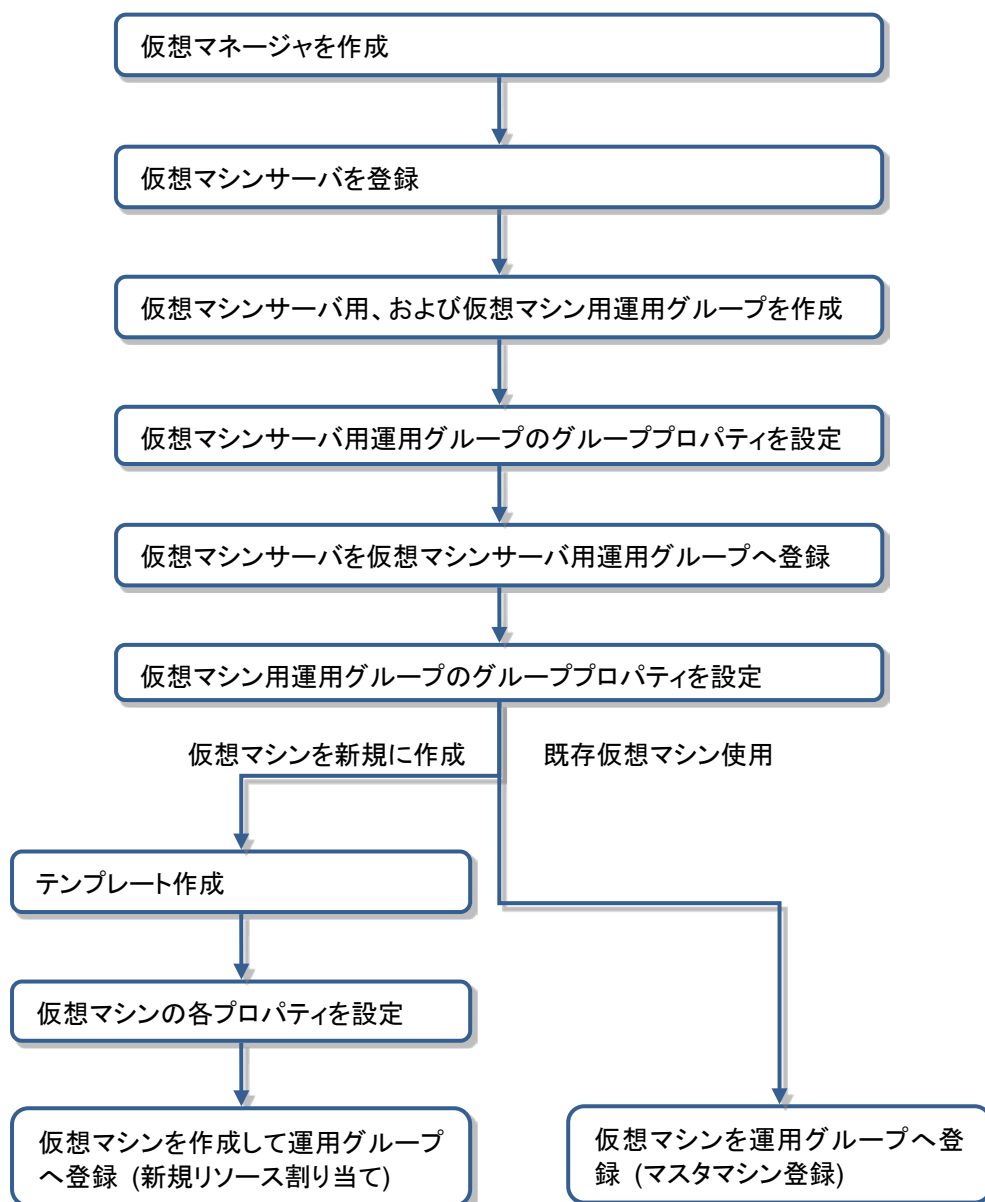 仮想マネージャを作成
仮想マシンサーバを登録
仮想マシンサーバ用、および仮想マシン用運用グループを作成
仮想マシンサーバ用運用グループのグループプロパティを設定
仮想マシンサーバを仮想マシンサーバ用運用グループへ登録
仮想マシン用運用グループのグループプロパティを設定
仮想マシンを新規に作成
既存仮想マシン使用
テンプレート作成
仮想マシンの各プロパティを設定
仮想マシンを作成して運用グループ
へ登録 (新規リソース割り当て)
仮想マシンを運用グループへ登
録 (マスタマシン登録)